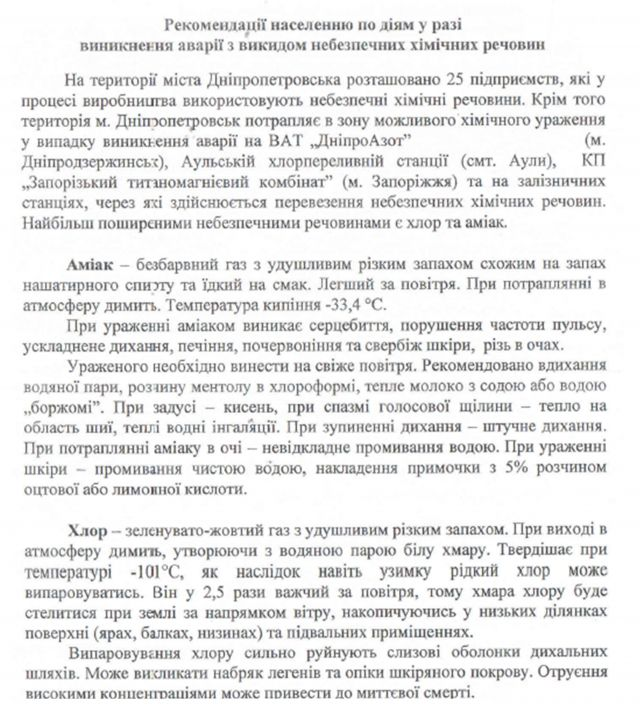 Рекомендації населенню по діям у разі
виникнення аварії з викидом небезпечних хімічних речовин
На території міста Дніпропетровська розташовано 25 підприємств, які у
процесі виробництва використовують небезпечні хімічні речовини. Крім того
територія м. Дніпропетровськ потрапляє в зону можливого хімічного ураження
у випадку виникнення аварії на ВАТ „ДніпроАзот” (м.
Дніпродзержинськ), Аульській хлорпереливній станції (смт. Аули), КП
„Запорізький титаномагнієвий комбінат” (м. Запоріжжя) та на залізничних
станціях, через які здійснюється перевезення небезпечних хімічних речовин.
Найбільш поширеними небезпечними речовинами є хлор та аміак.
Аміак – безбарвний газ з удушливим різким запахом схожим на запах
нашатирного спирту та їдкий на смак. Легший за повітря. При потраплянні в
атмосферу димить. Температура кипіння -33,4 °С.
При ураженні аміаком виникає серцебиття, порушення частоти пульсу,
ускладнене дихання, печіння, почервоніння та свербіж шкіри, різь в очах.
Ураженого необхідно винести на свіже повітря. Рекомендовано вдихання
водяної пари, розчину ментолу в хлороформі, тепле молоко з содою або водою
„боржомі”. При задусі – кисень, при спазмі голосової щілини – тепло на
область шиї, теплі водні інгаляції. При зупиненні дихання – штучне дихання.
При потраплянні аміаку в очі – невідкладне промивання водою. При ураженні
шкіри – промивання чистою водою, накладення примочки з 5% розчином
оцтової або лимонної кислоти.
Хлор – зеленувато-жовтий газ з удушливим різким запахом. При виході в
атмосферу димить, утворюючи з водяною парою білу хмару. Твердішає при
температурі -101°С, як наслідок навіть узимку рідкий хлор може
випаровуватись. Він у 2,5 рази важчий за повітря, тому хмара хлору буде
стелитися при землі за напрямком вітру, накопичуючись у низьких ділянках
поверхні (ярах, балках, низинах) та підвальних приміщеннях.
Випаровування хлору сильно руйнують слизові оболонки дихальних
шляхів. Може викликати набряк легенів та опіки шкіряного покрову. Отруєння
високими концентраціями може привести до миттєвої смерті.